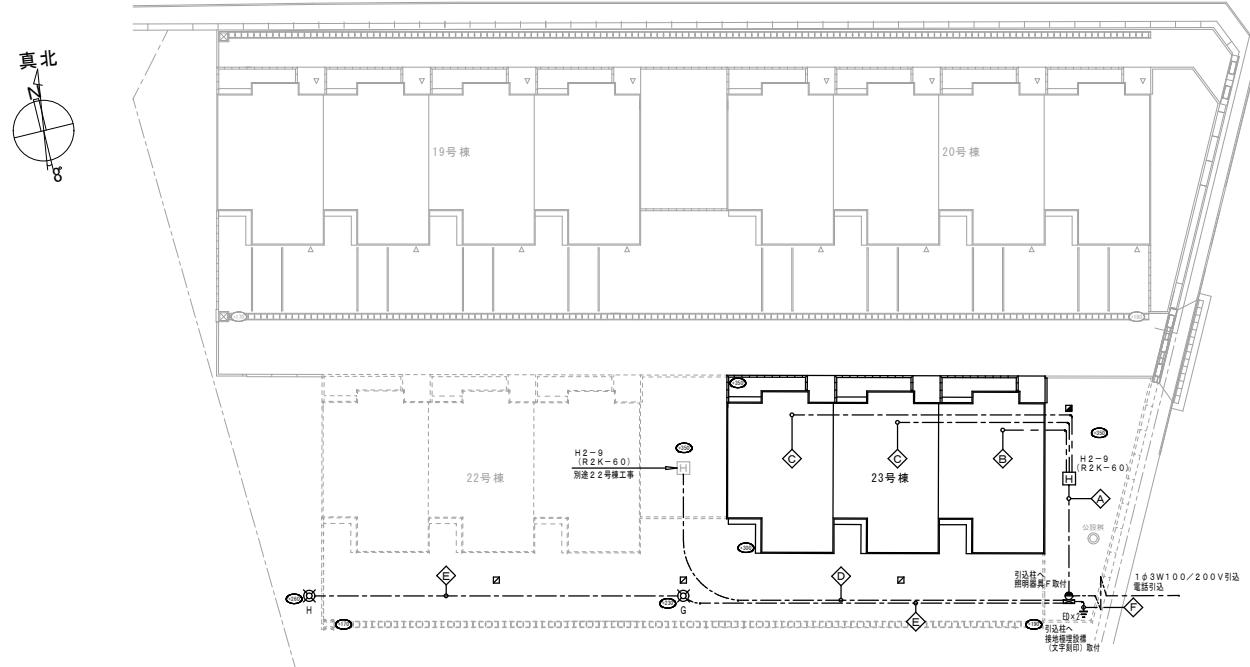 真北
N
19号棟
20号棟
H2-9
(R2K-60)
別途22号棟工事
H
22号棟
C
C
B
23号棟
H2-9
(R2K-60)
H
A
公設桝
E
D
引込柱へ
照明器具F取付
1φ3W100/200V引込
電話引込
H
G
E
ED×2
F
引込柱へ
接地極埋設標
(文字刻印)取付